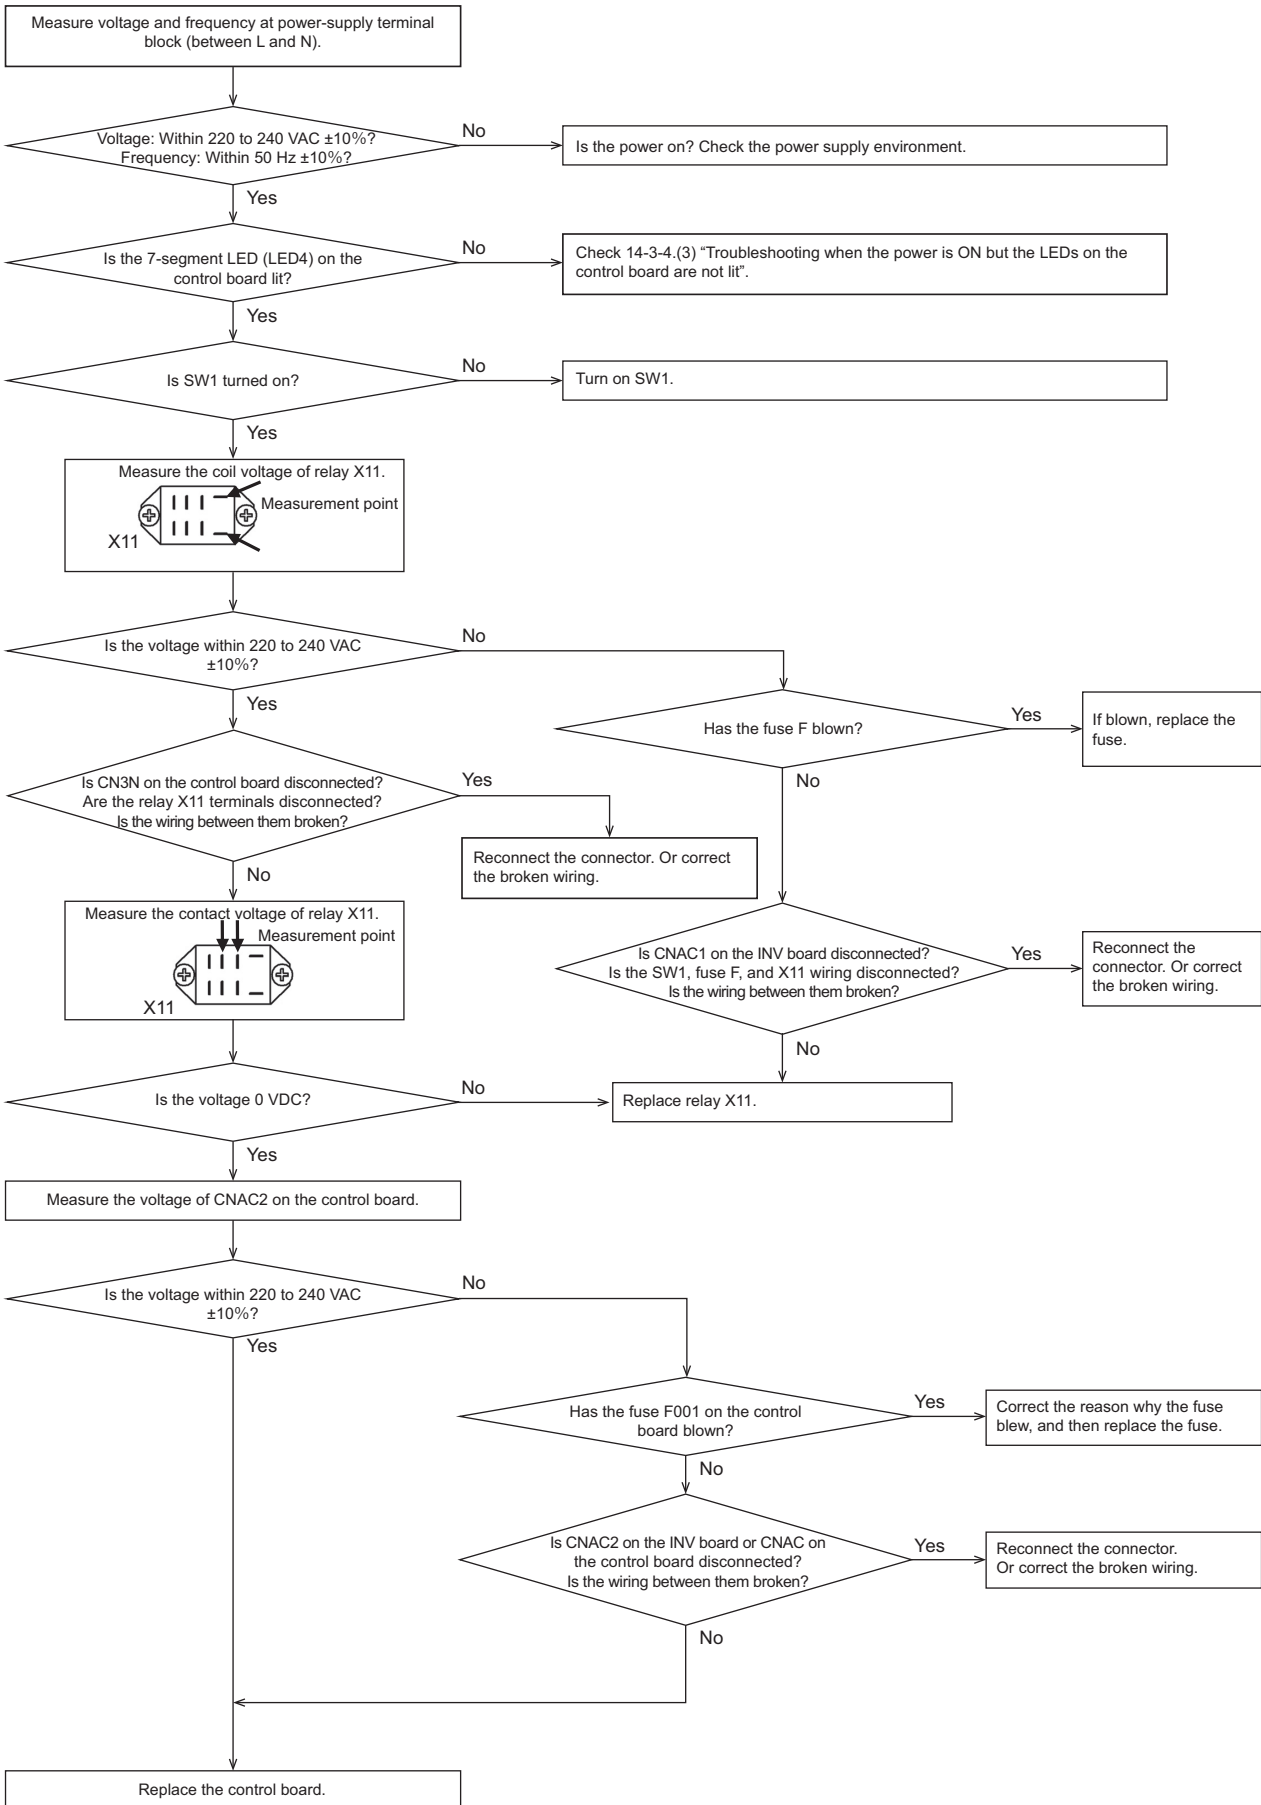 Measure voltage and frequency at power-supply terminal
block (between L and N).
Voltage: Within 220 to 240 VAC ±10%?
Frequency: Within 50 Hz ±10%?
No
Is the power on? Check the power supply environment.
Yes
Is the 7-segment LED (LED4) on the
control board lit?
No
Check 14-3-4.(3) “Troubleshooting when the power is ON but the LEDs on the
control board are not lit”.
Yes
Is SW1 turned on?
No
Turn on SW1.
Yes
Measure the coil voltage of relay X11.
Measurement point
X11
Is the voltage within 220 to 240 VAC
±10%?
No
Yes
Has the fuse F blown?
Yes
If blown, replace the
fuse.
No
Is CN3N on the control board disconnected?
Are the relay X11 terminals disconnected?
Is the wiring between them broken?
Yes
Reconnect the connector. Or correct
the broken wiring.
No
Measure the contact voltage of relay X11.
Measurement point
X11
Is CNAC1 on the INV board disconnected?
Is the SW1, fuse F, and X11 wiring disconnected?
Is the wiring between them broken?
Yes
Reconnect the
connector. Or correct
the broken wiring.
No
Is the voltage 0 VDC?
No
Replace relay X11.
Yes
Measure the voltage of CNAC2 on the control board.
Is the voltage within 220 to 240 VAC
±10%?
No
Yes
Has the fuse F001 on the control
board blown?
Yes
Correct the reason why the fuse
blew, and then replace the fuse.
No
Is CNAC2 on the INV board or CNAC on
the control board disconnected?
Is the wiring between them broken?
Yes
Reconnect the connector.
Or correct the broken wiring.
No
Replace the control board.